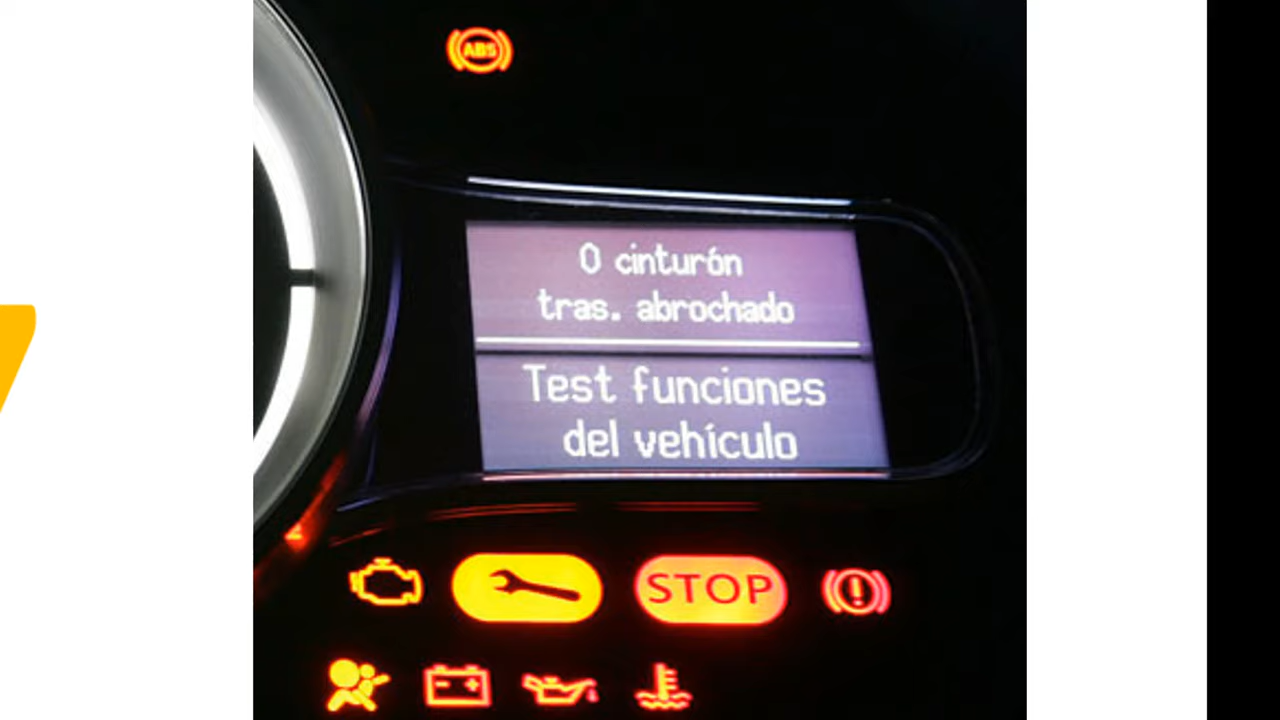 ABS
0 cinturón
tras. abrochado
Test funciones
del vehículo
STOP